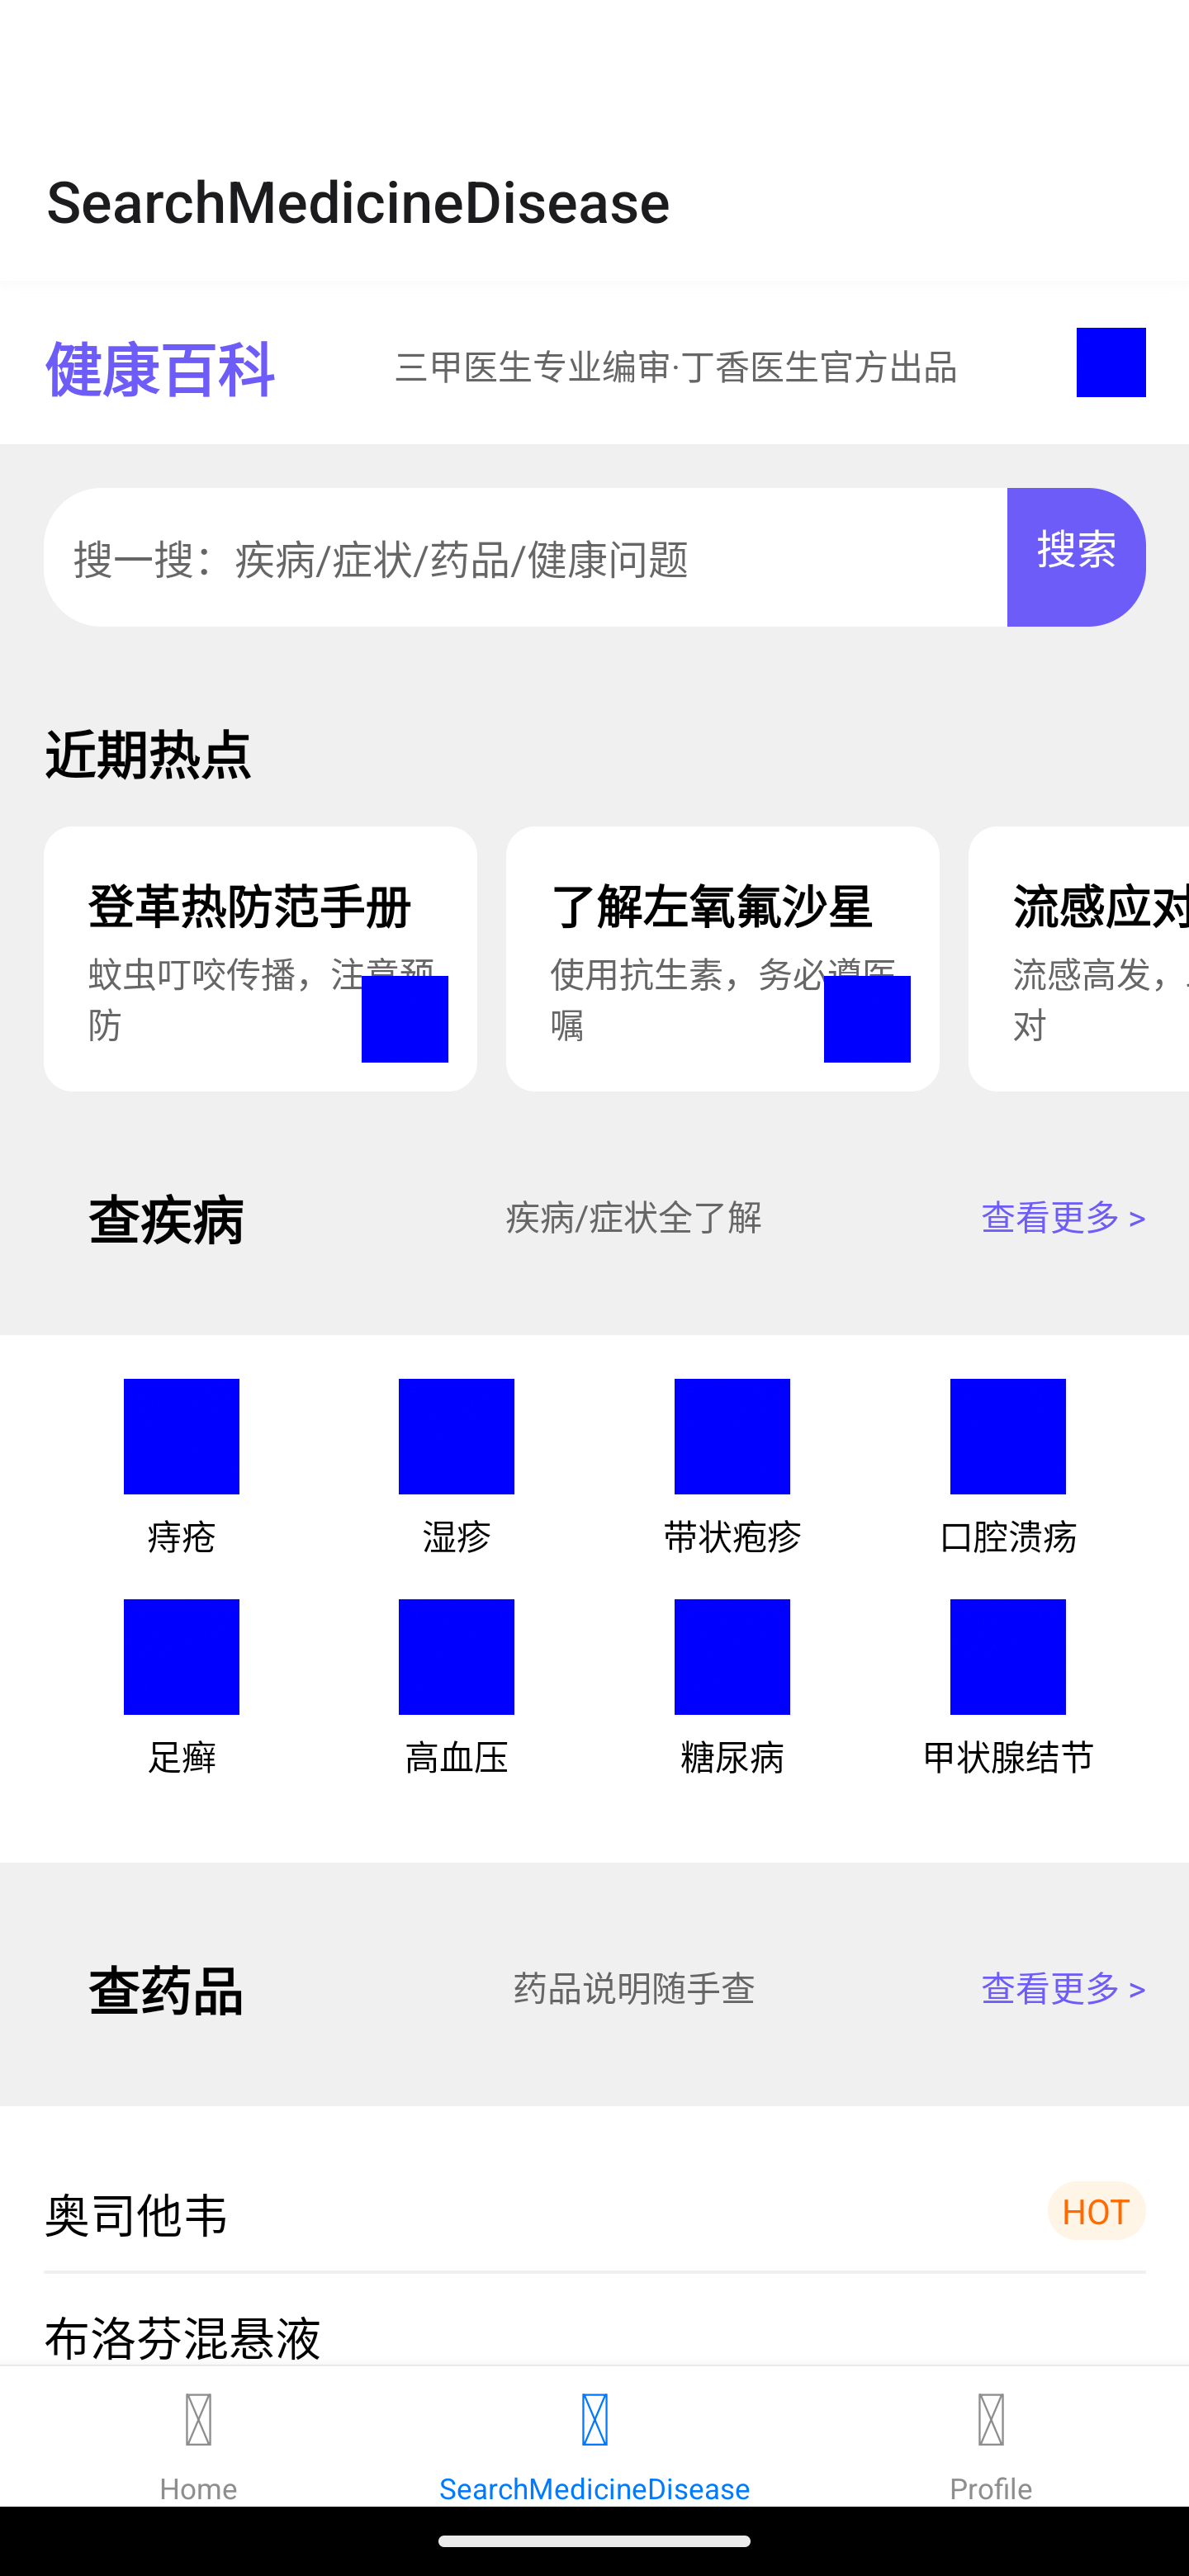 SearchMedicineDisease
健康百科
三甲医生专业编审·丁香医生官方出品
搜一搜：疾病/症状/药品/健康问题
搜索
近期热点
登革热防范手册
蚊虫叮咬传播，注意预
防
了解左氧氟沙星
使用抗生素，务必遵医
嘱
流感应对
流感高发，
对
查疾病
疾病/症状全了解
查看更多 >
痔疮
湿疹
带状疱疹
口腔溃疡
足癣
高血压
糖尿病
甲状腺结节
查药品
药品说明随手查
查看更多 >
奥司他韦
HOT
布洛芬混悬液
Home
SearchMedicineDisease
Profile